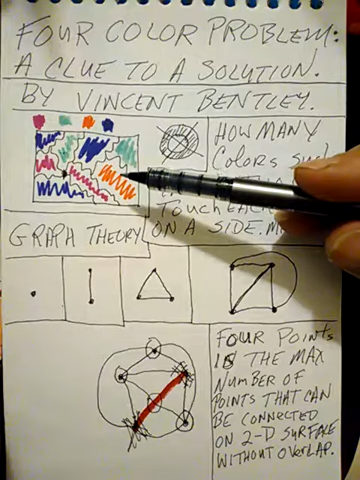 FOUR COLOR PROBLEM:
A CLUE TO A SOLUTION.
BY VINCENT BENTLEY.
HOW MANY
Colors
Touch
ON A SIDE.
GRAPH THEORY
FOUR POINTS
IS THE MAX
NUMBER OF
POINTS THAT CAN
BE CONNECTED
ON 2-D SURFACE
WITHOUT OVERLAP.